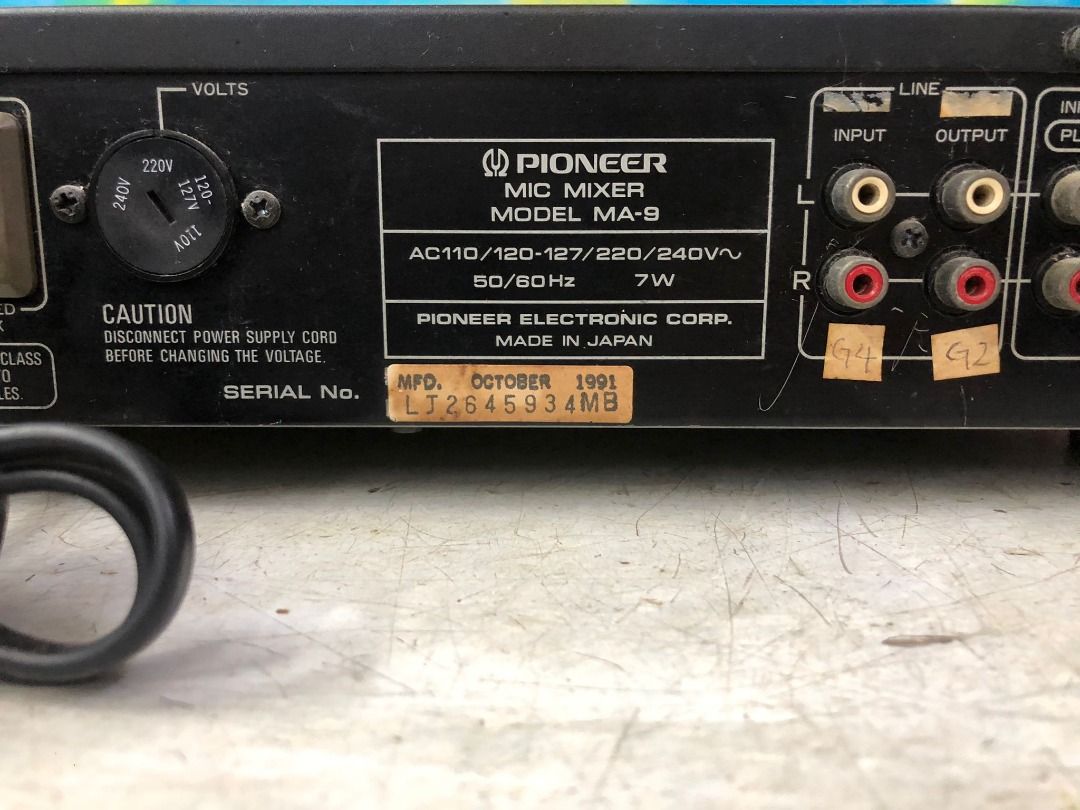 VOLTS
220V
240V
120-
127V
110V
CAUTION
DISCONNECT POWER SUPPLY CORD
BEFORE CHANGING THE VOLTAGE.
CLASS
PIONEER
MIC MIXER
MODEL MA-9
AC110/120-127/220/240V~
50/60Hz 7W
PIONEER ELECTRONIC CORP.
MADE IN JAPAN
SERIAL No.
MFD. OCTOBER 1991
LJ2645934MB
LINE
INPUT OUTPUT
L
R
G4 G2